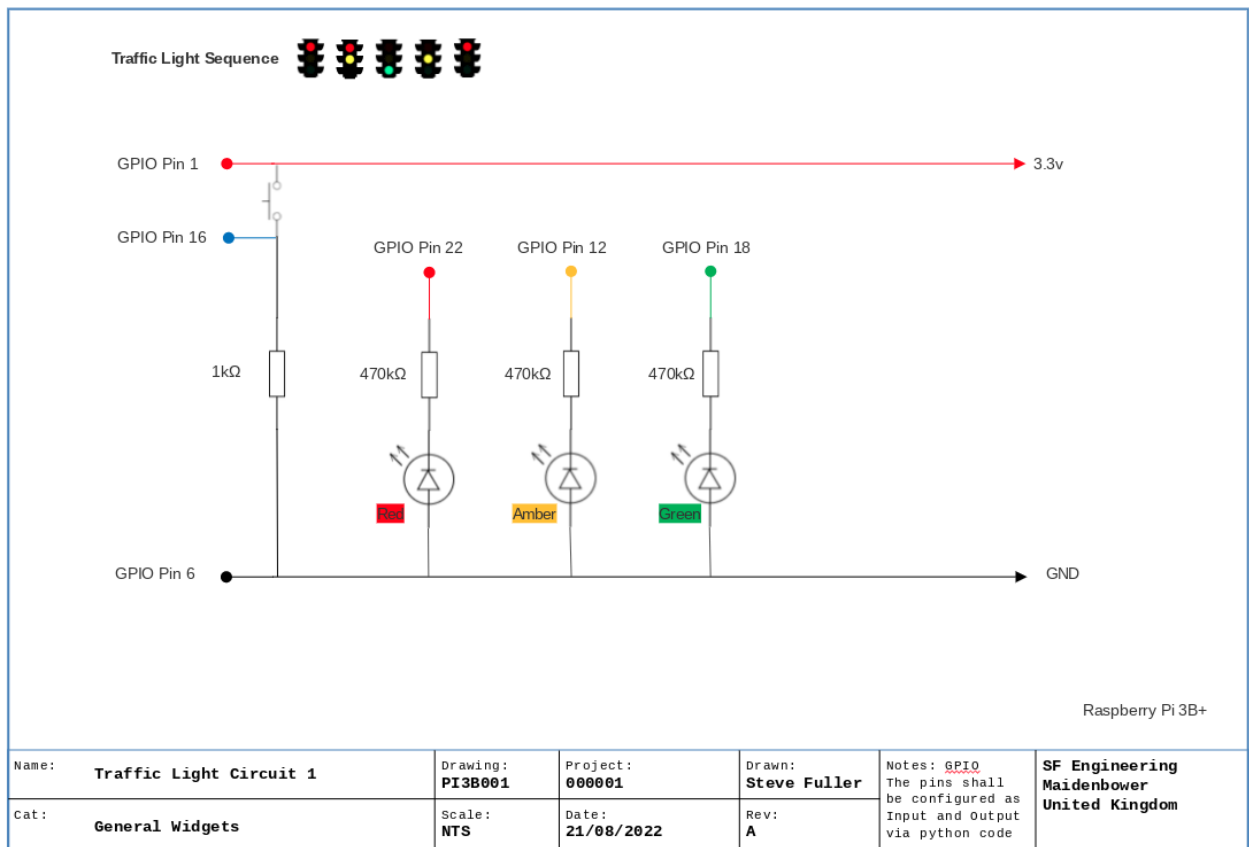 Traffic Light Sequence
GPIO Pin 1
3.3v
GPIO Pin 16
GPIO Pin 22
GPIO Pin 12
GPIO Pin 18
1kΩ
470kΩ
470kΩ
470kΩ
Red
Amber
Green
GPIO Pin 6
GND
Raspberry Pi 3B+
Name:
Traffic Light Circuit 1
Cat:
General Widgets
Drawing:
PI3B001
Scale:
NTS
Project:
000001
Date:
21/08/2022
Drawn:
Steve Fuller
Rev:
A
Notes: GPIO
The pins shall
be configured as
Input and Output
via python code
SF Engineering
Maidenbower
United Kingdom